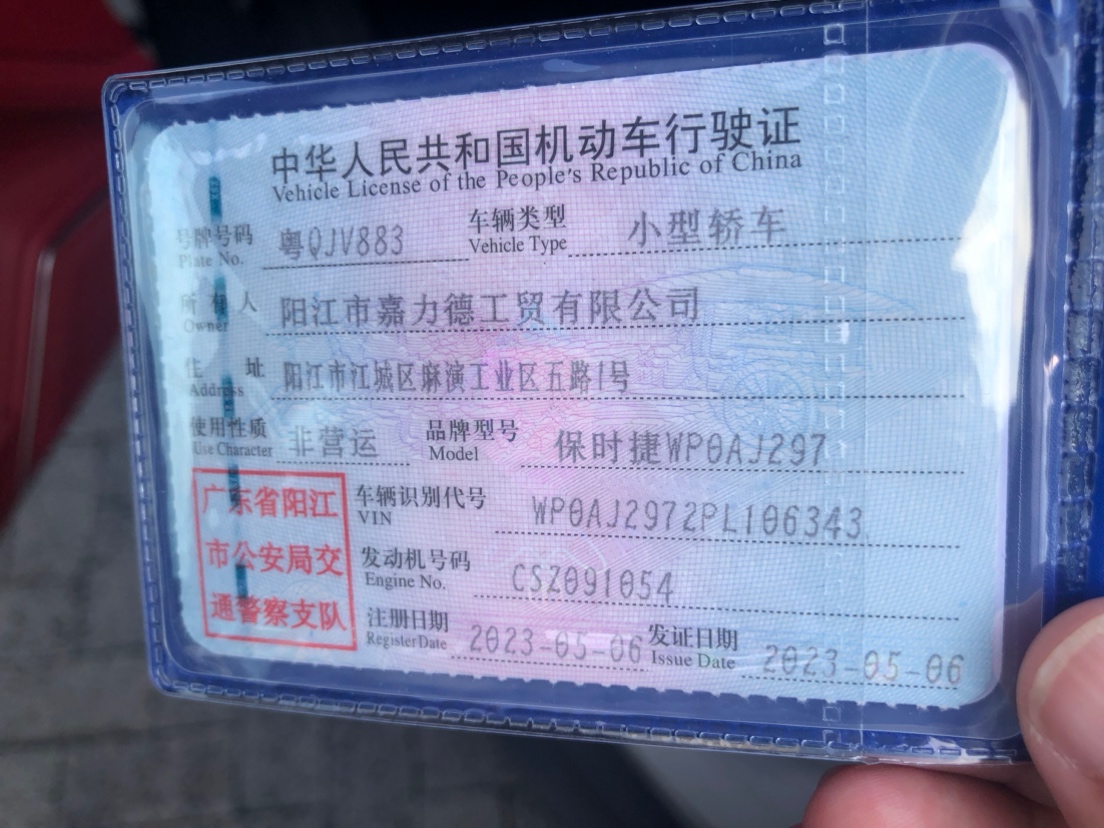 中华人民共和国机动车行驶证
Vehicle License of the People's Republic of China
号牌号码 粤QJV883 车辆类型 小型轿车
Plate No. Vehicle Type
所有人 阳江市嘉力德工贸有限公司
Owner
住址 阳江市江城区麻演工业区五路1号
Address
使用性质 非营运 品牌型号 保时捷WP0AJ297
Use Character Model
广东省阳江
市公安局交
通警察支队
车辆识别代号 WP0AJ2972PL106343
VIN
发动机号码 CSZ091054
Engine No.
注册日期 2023-05-06 发证日期 2023-05-06
Register Date Issue Date